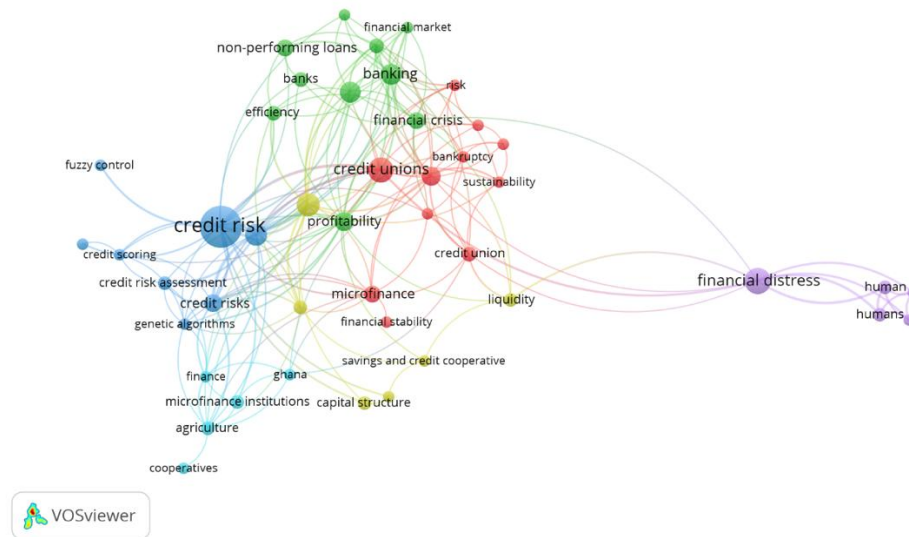 financial market
non-performing loans
banking
banks
risk
efficiency
financial crisis
bankruptcy
fuzzy control
credit unions
sustainability
credit risk
profitability
credit scoring
credit union
credit risk assessment
financial distress
human
microfinance
liquidity
credit risks
humans
genetic algorithms
financial stability
savings and credit cooperative
finance
ghana
microfinance institutions
capital structure
agriculture
cooperatives
VOSviewer